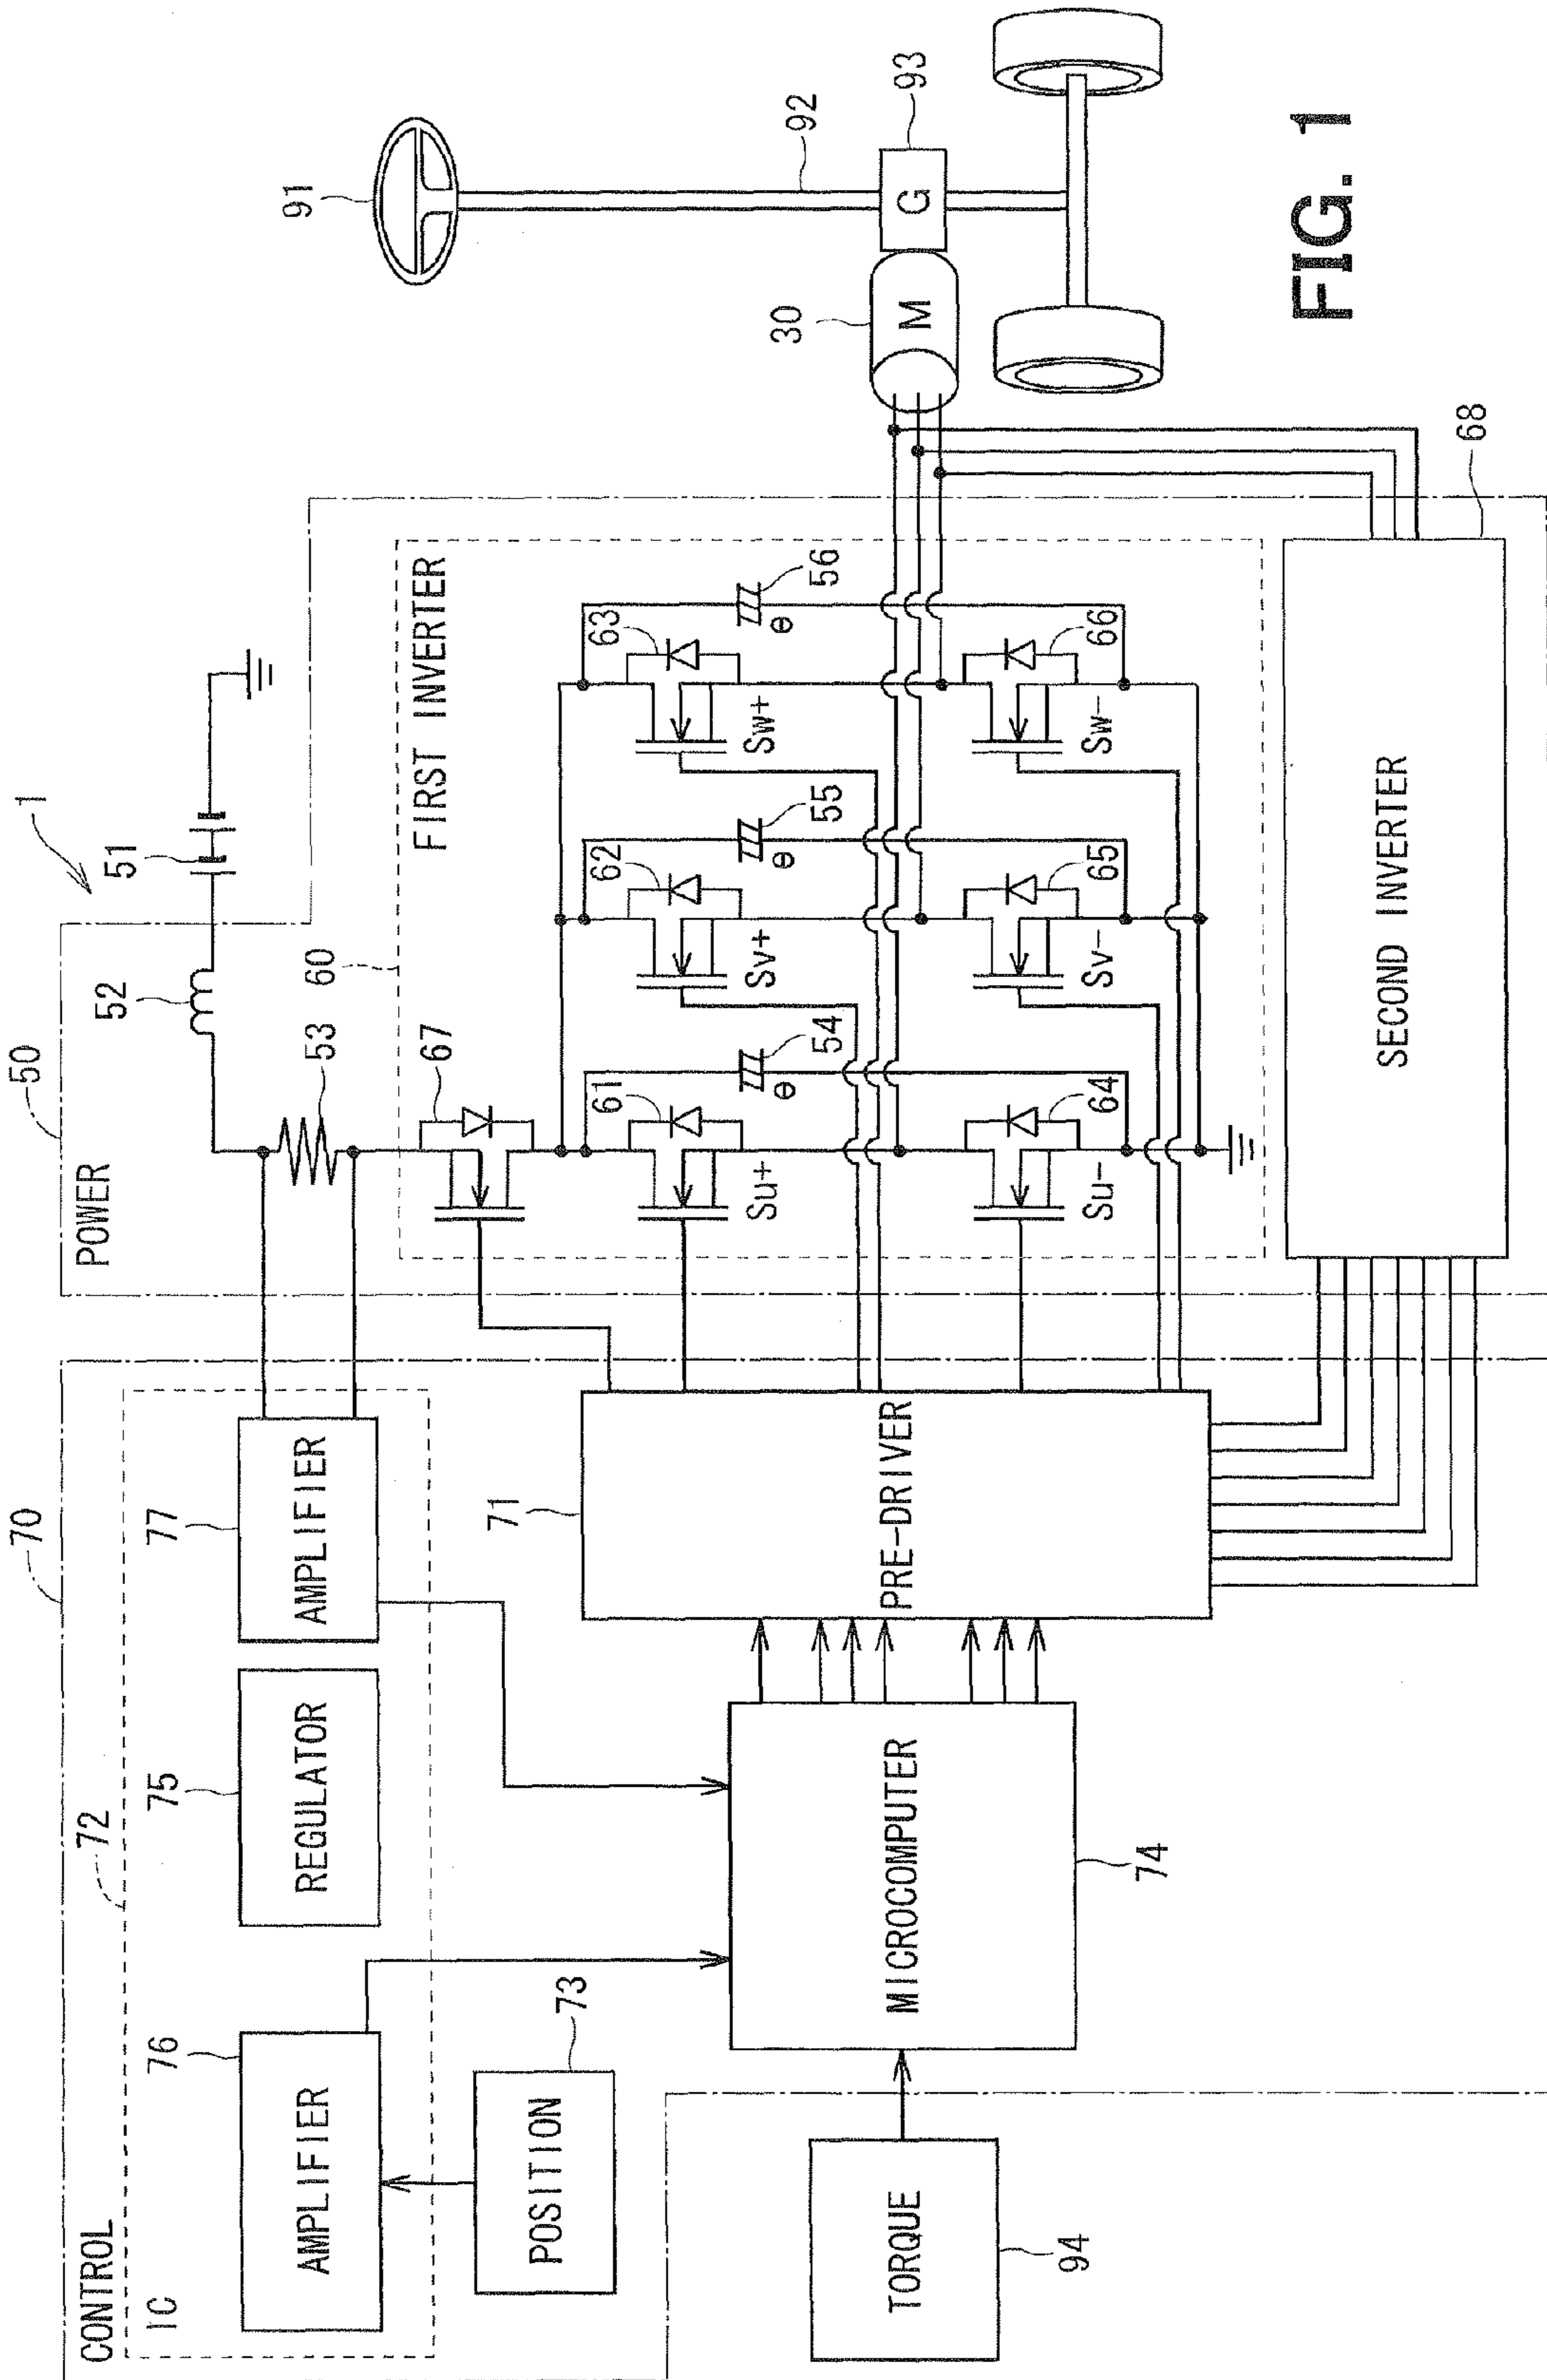 FIG. 1
1
CONTROL
70
IC
72
AMPLIFIER
76
REGULATOR
75
AMPLIFIER
77
POSITION
73
MICROCOMPUTER
74
TORQUE
94
PRE-DRIVER
71
POWER
50
53
52
51
FIRST INVERTER
60
67
61
62
63
Su+
Sv+
Sw+
54
55
56
⊖
⊖
⊖
64
65
66
Su-
Sv-
Sw-
SECOND INVERTER
68
91
92
93
G
M
30